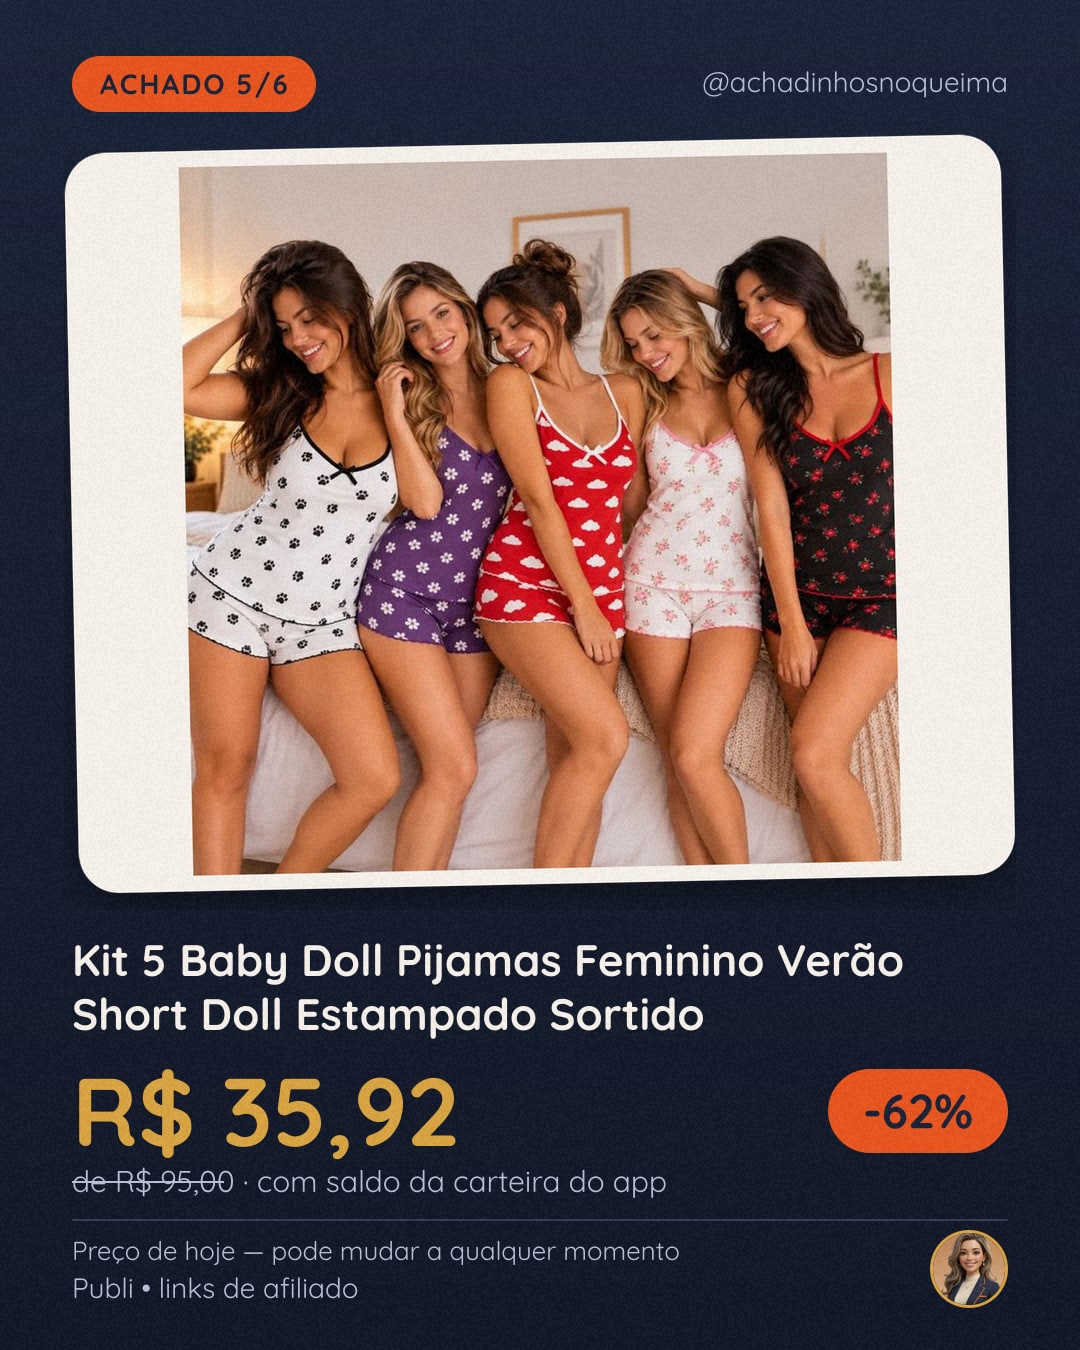 ACHADO 5/6
@achadinhosnoqueima
Kit 5 Baby Doll Pijamas Feminino Verão
Short Doll Estampado Sortido
R$ 35,92
-62%
de R$ 95,00 · com saldo da carteira do app
Preço de hoje — pode mudar a qualquer momento
Publi • links de afiliado